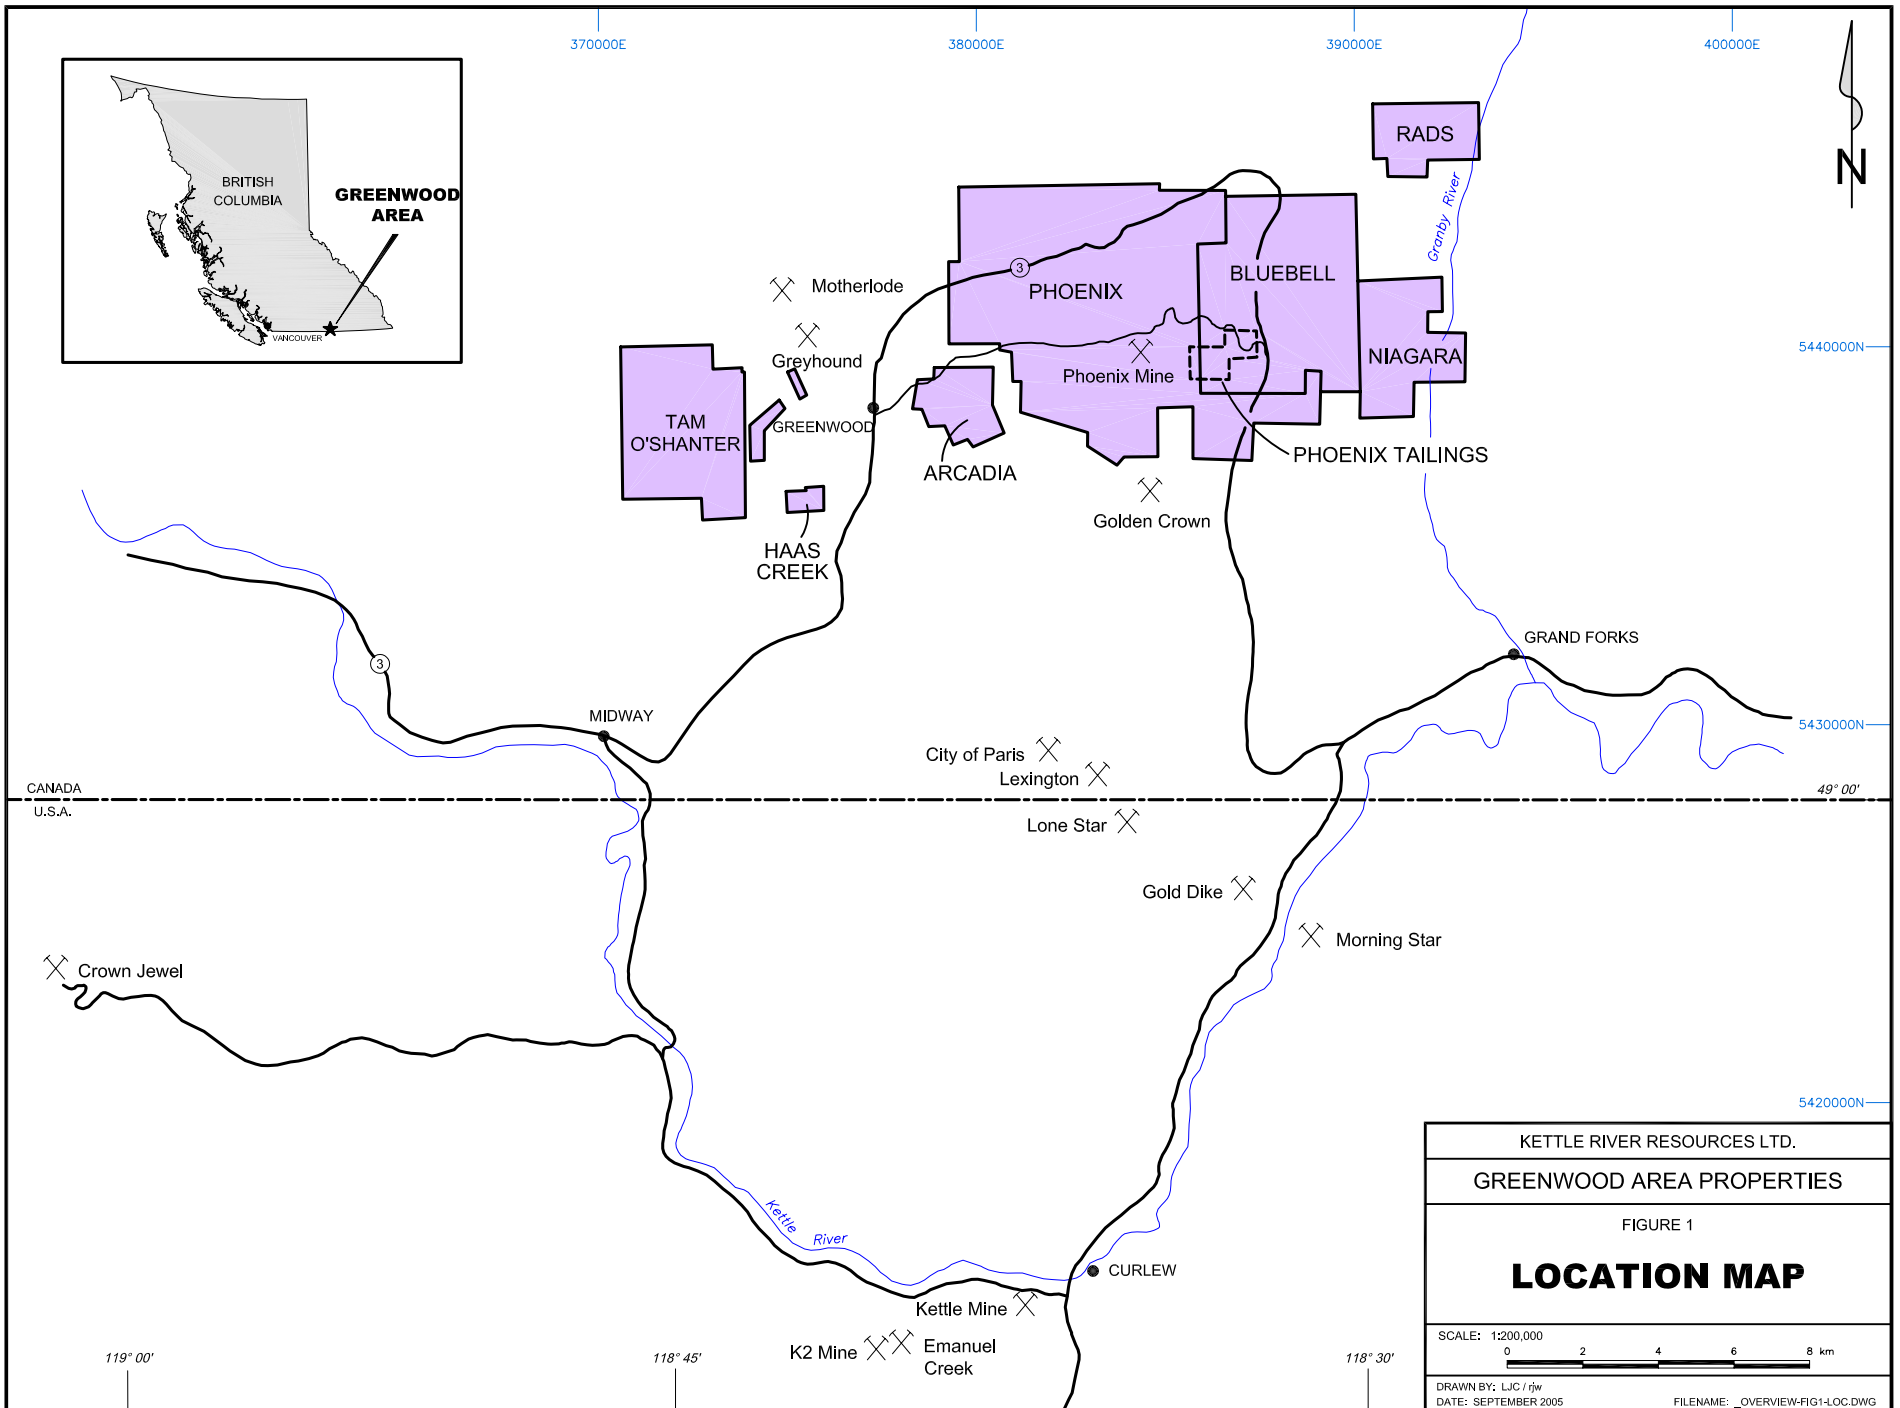 370000E
380000E
390000E
400000E
BRITISH
COLUMBIA
GREENWOOD
AREA
VANCOUVER
N
RADS
Granby River
Motherlode
3
PHOENIX
BLUEBELL
5440000N
Greyhound
Phoenix Mine
NIAGARA
TAM
O'SHANTER
GREENWOOD
ARCADIA
PHOENIX TAILINGS
Golden Crown
HAAS
CREEK
GRAND FORKS
3
MIDWAY
5430000N
City of Paris
Lexington
CANADA
U.S.A.
49° 00'
Lone Star
Gold Dike
Morning Star
Crown Jewel
5420000N
Kettle
River
CURLEW
Kettle Mine
K2 Mine
Emanuel
Creek
119° 00'
118° 45'
118° 30'
KETTLE RIVER RESOURCES LTD.
GREENWOOD AREA PROPERTIES
FIGURE 1
LOCATION MAP
SCALE: 1:200,000
0 2 4 6 8 km
DRAWN BY: LJC / rjw
DATE: SEPTEMBER 2005
FILENAME: _OVERVIEW-FIG1-LOC.DWG